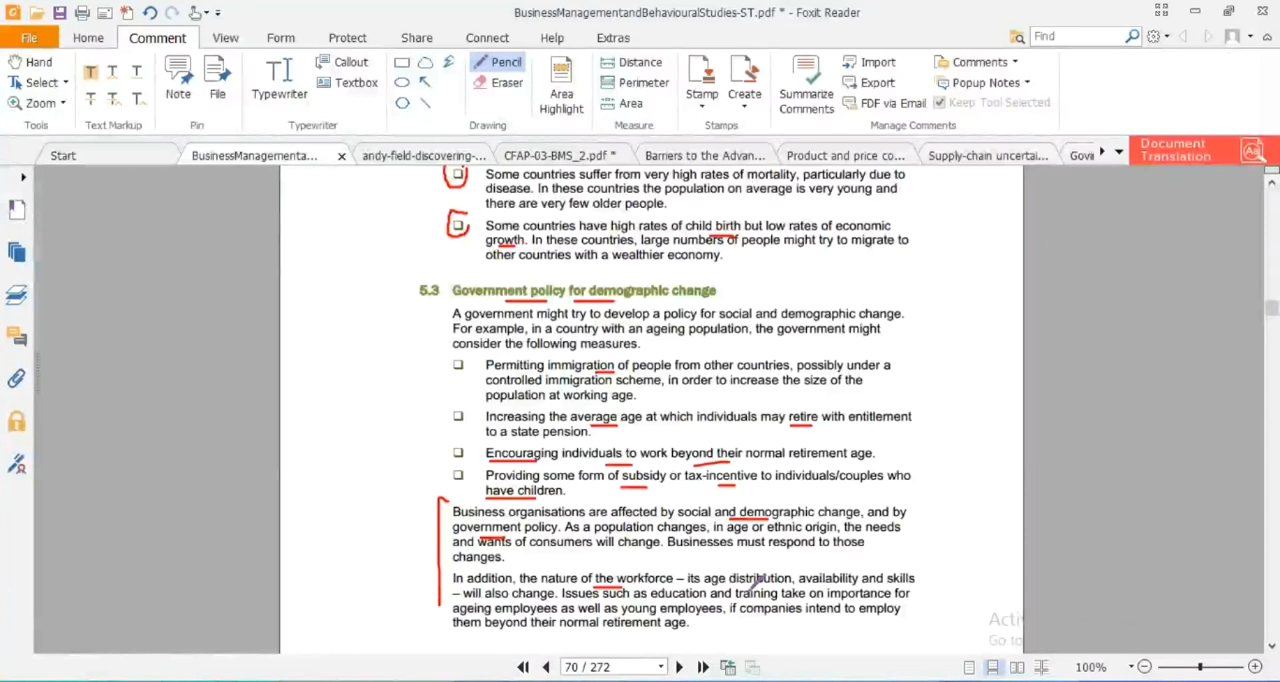 BusinessManagementandBehaviouralStudies-ST.pdf * - Foxit Reader
File Home Comment View Form Protect Share Connect Help Extras Find
Hand Select Zoom Tools
Text Markup
Note File Pin
Typewriter Callout Textbox Typewriter
Pencil Eraser Drawing
Area Highlight Distance Perimeter Area Measure
Stamp Create Stamps
Summarize Comments Import Export FDF via Email Comments Popup Notes Keep Tool Selected Manage Comments
Start BusinessManagementa... x andy-field-discovering-... CFAP-03-BMS_2.pdf * Barriers to the Advan... Product and price co... Supply-chain uncertai... Govi
Document Translation
Some countries suffer from very high rates of mortality, particularly due to
disease. In these countries the population on average is very young and
there are very few older people.
Some countries have high rates of child birth but low rates of economic
growth. In these countries, large numbers of people might try to migrate to
other countries with a wealthier economy.
5.3 Government policy for demographic change
A government might try to develop a policy for social and demographic change.
For example, in a country with an ageing population, the government might
consider the following measures.
Permitting immigration of people from other countries, possibly under a
controlled immigration scheme, in order to increase the size of the
population at working age.
Increasing the average age at which individuals may retire with entitlement
to a state pension.
Encouraging individuals to work beyond their normal retirement age.
Providing some form of subsidy or tax-incentive to individuals/couples who
have children.
Business organisations are affected by social and demographic change, and by
government policy. As a population changes, in age or ethnic origin, the needs
and wants of consumers will change. Businesses must respond to those
changes.
In addition, the nature of the workforce – its age distribution, availability and skills
– will also change. Issues such as education and training take on importance for
ageing employees as well as young employees, if companies intend to employ
them beyond their normal retirement age.
Acti
Go to
70 / 272 100%